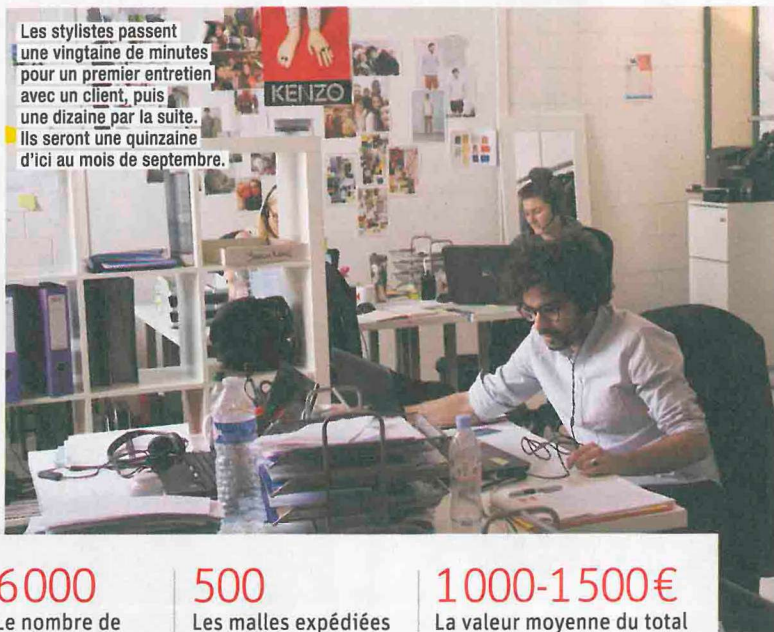 Les stylistes passent
une vingtaine de minutes
pour un premier entretien
avec un client, puis
une dizaine par la suite.
Ils seront une quinzaine
d'ici au mois de septembre.
KENZO
6000
Le nombre de
500
Les malles expédiées
1000-1500€
La valeur moyenne du total